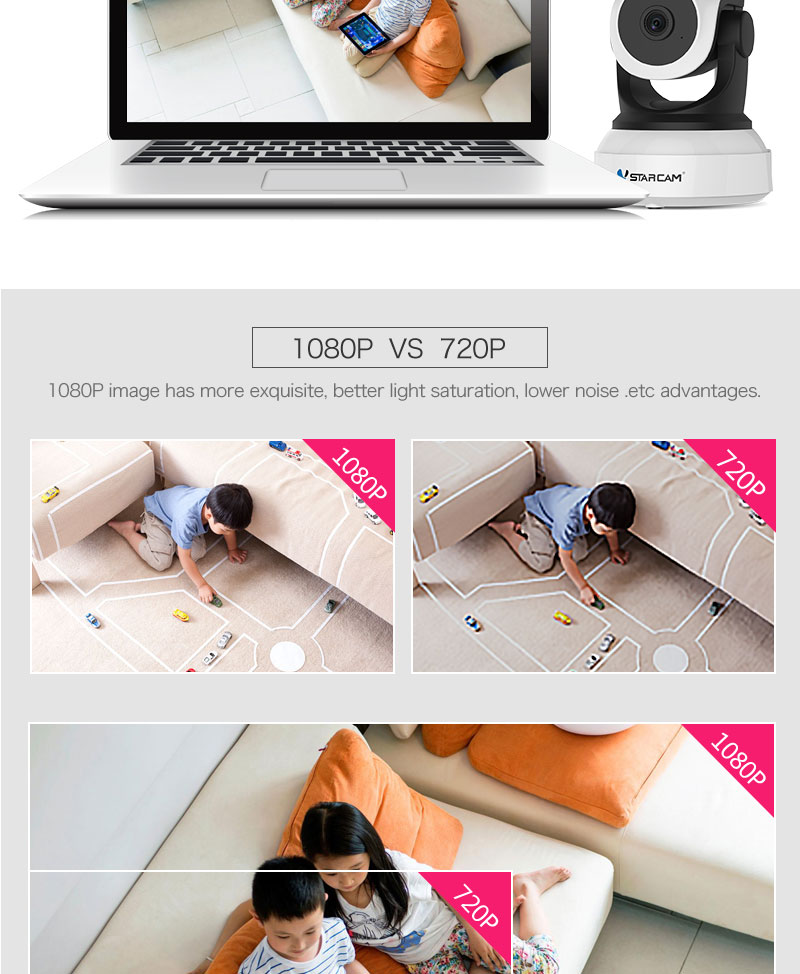 VSTARCAM®
1080P VS 720P
1080P image has more exquisite, better light saturation, lower noise .etc advantages.
1080P
720P
1080P
720P